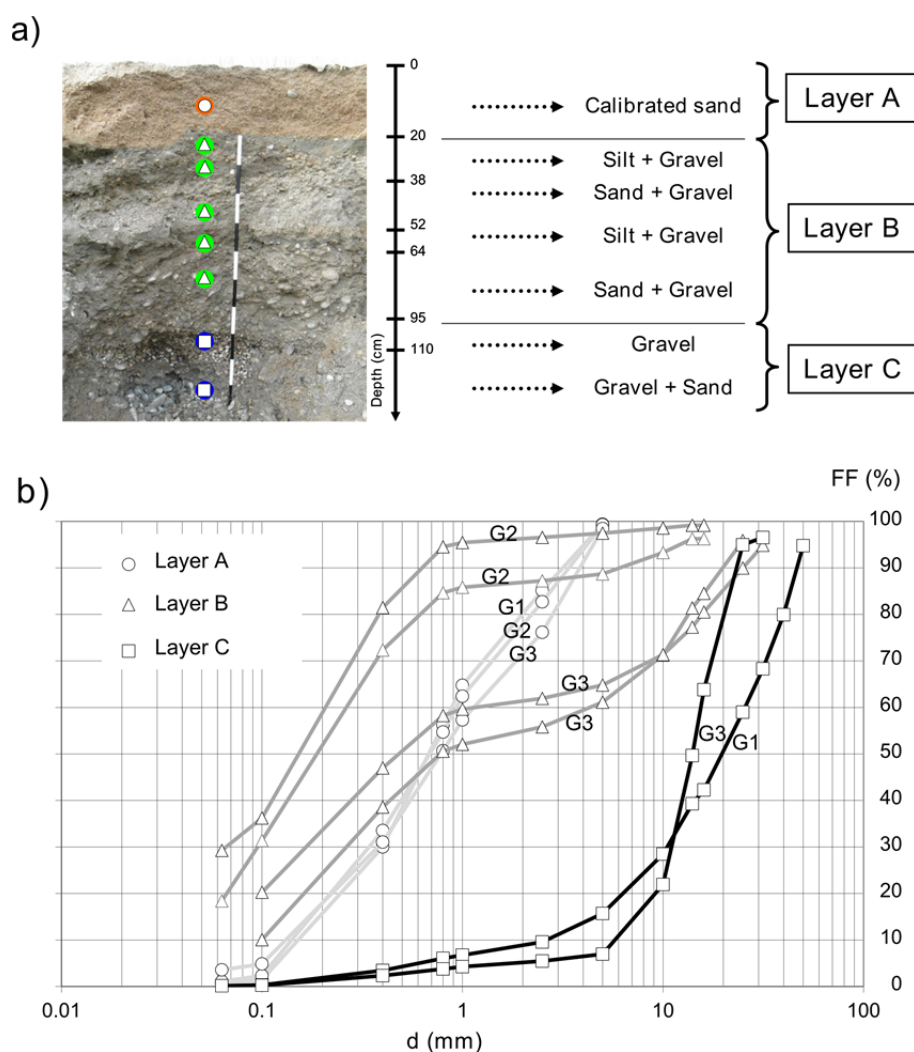 a)
0
20
38
52
64
95
110
Depth (cm)
Calibrated sand
Silt + Gravel
Sand + Gravel
Silt + Gravel
Sand + Gravel
Gravel
Gravel + Sand
Layer A
Layer B
Layer C
b)
FF (%)
Layer A
Layer B
Layer C
G2
G2
G1
G2
G3
G3
G3
G3
G1
100
90
80
70
60
50
40
30
20
10
0
0.01
0.1
1
10
100
d (mm)